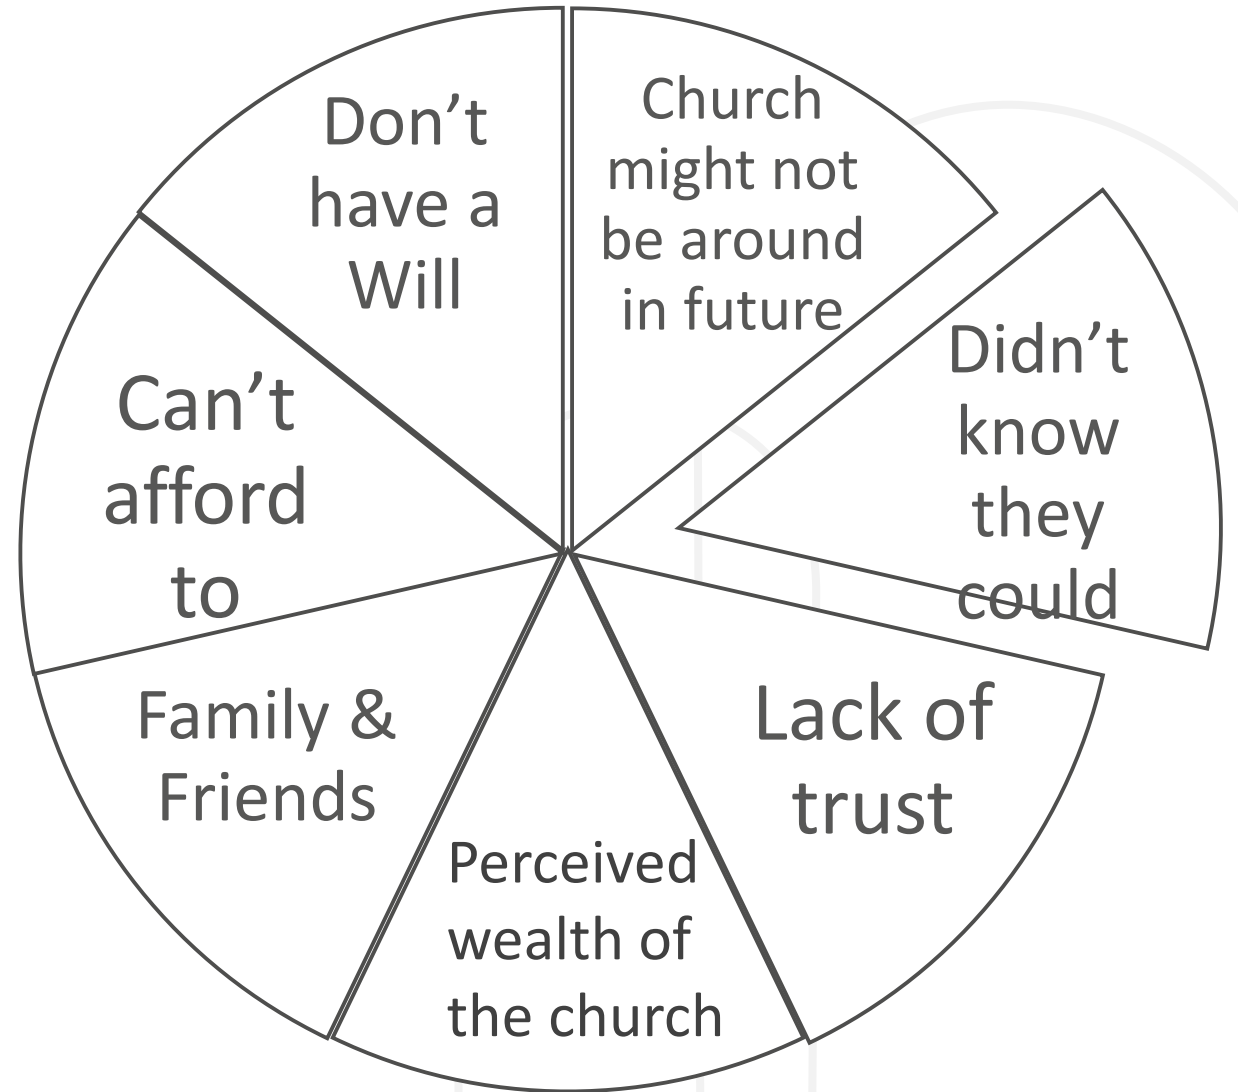 Church
might not
be around
in future
Didn’t
know
they
could
Lack of
trust
Perceived
wealth of
the church
Family &
Friends
Can’t
afford
to
Don’t
have a
Will